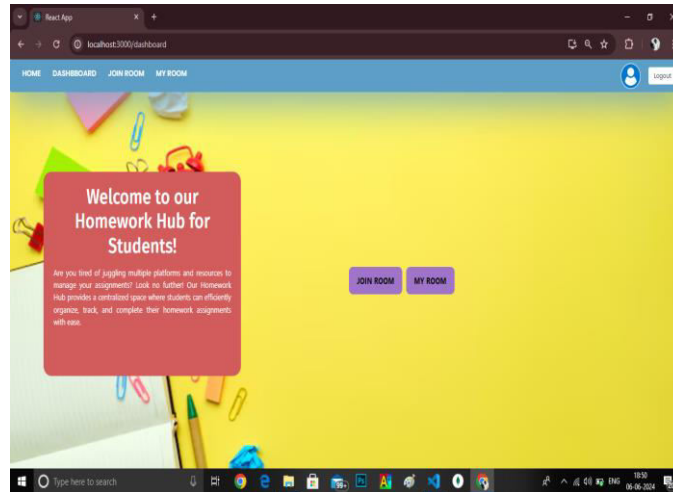 React App
localhost:3000/dashboard
HOME DASHBOARD JOIN ROOM MY ROOM
Logout
Welcome to our
Homework Hub for
Students!
Are you tired of juggling multiple platforms and resources to
manage your assignments? Look no further! Our Homework
Hub provides a centralized space where students can efficiently
organize, track, and complete their homework assignments
with ease.
JOIN ROOM MY ROOM
Type here to search
ENG
18:50
06-06-2024